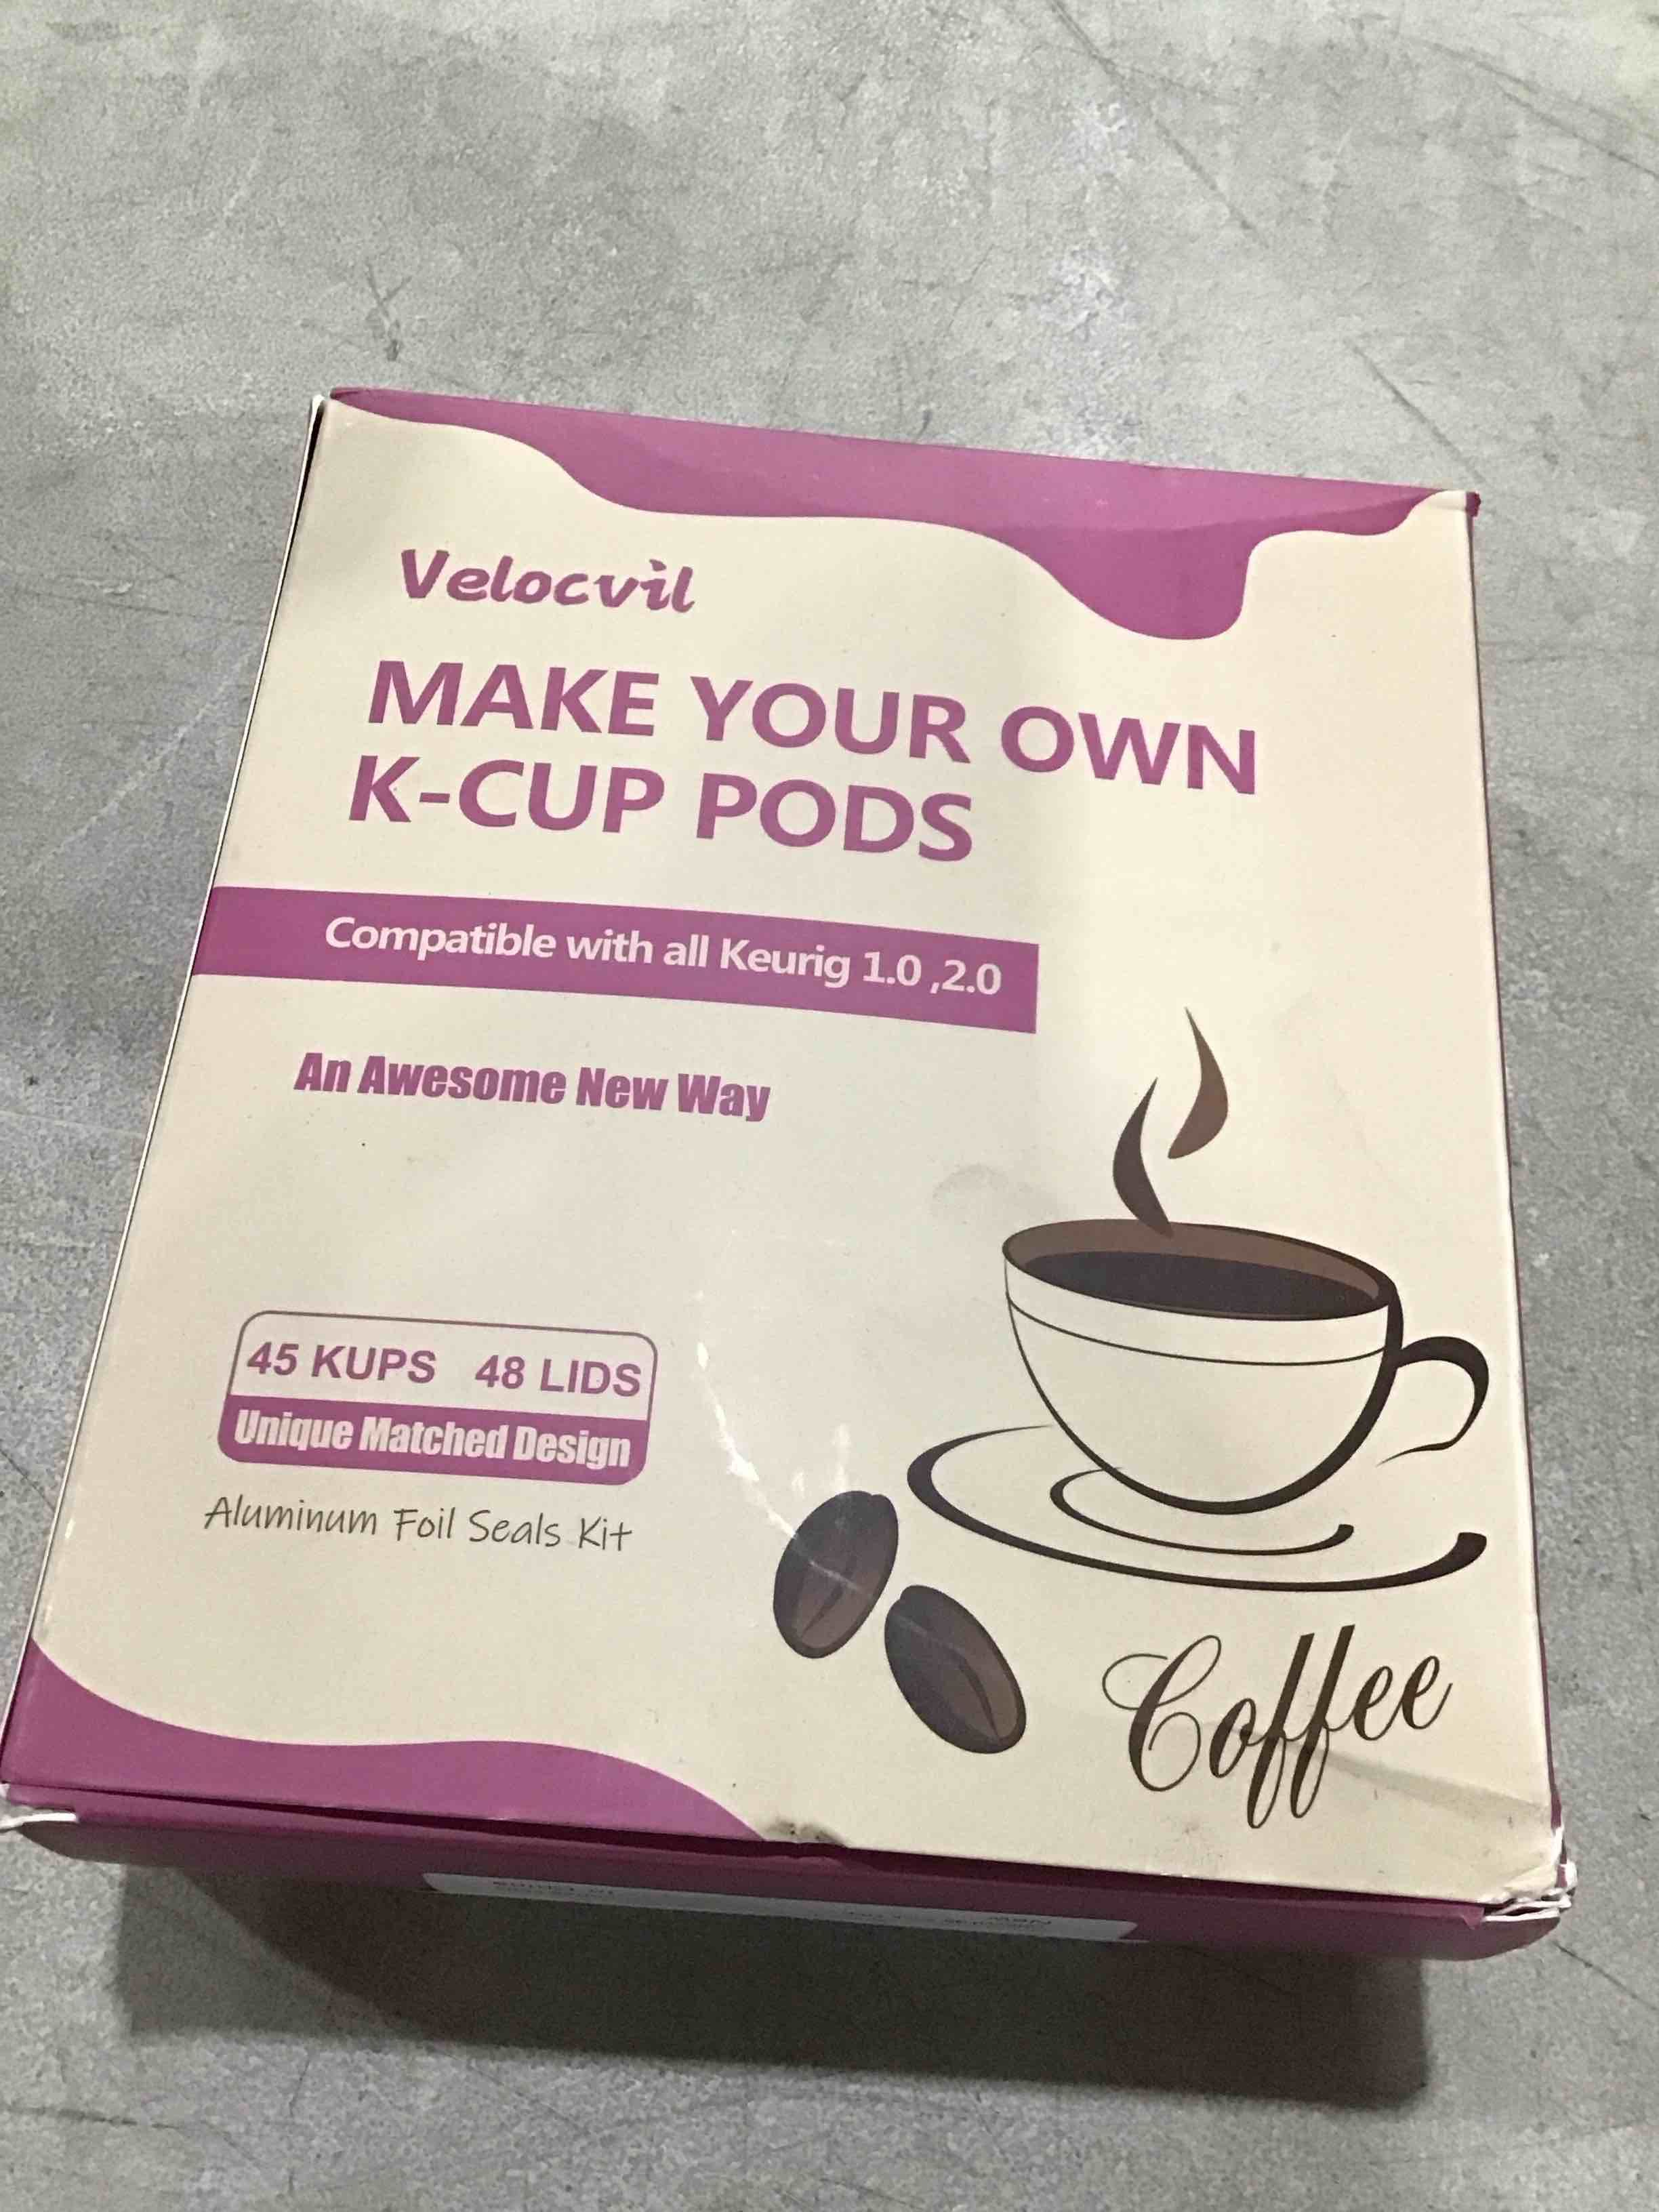 Velocvil
MAKE YOUR OWN
K-CUP PODS
Compatible with all Keurig 1.0 ,2.0
An Awesome New Way
45 KUPS 48 LIDS
Unique Matched Design
Aluminum Foil Seals Kit
Coffee